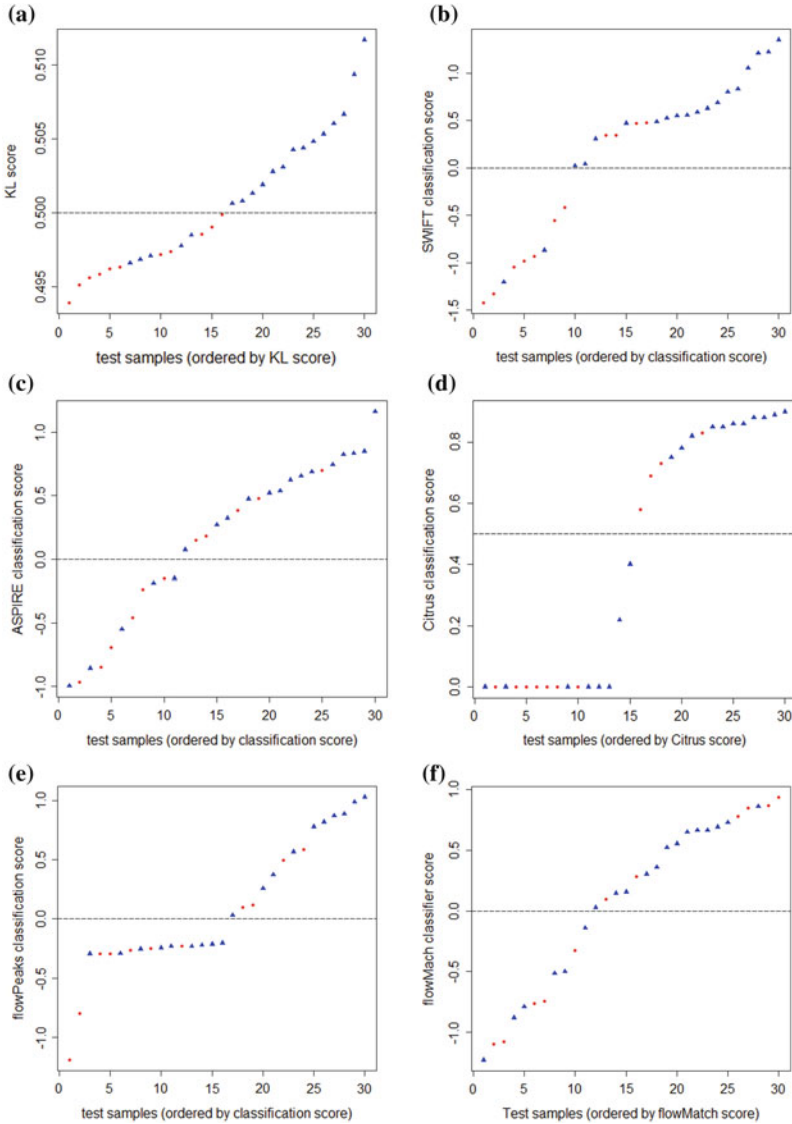 (a)
KL score
0.510
0.505
0.500
0.495
0 5 10 15 20 25 30
test samples (ordered by KL score)
(b)
SWIFT classification score
1.0
0.5
0.0
-0.5
-1.0
-1.5
0 5 10 15 20 25 30
test samples (ordered by classification score)
(c)
ASPIRE classification score
1.0
0.5
0.0
-0.5
-1.0
0 5 10 15 20 25 30
test samples (ordered by classification score)
(d)
Citrus classification score
0.8
0.6
0.4
0.2
0.0
0 5 10 15 20 25 30
test samples (ordered by Citrus score)
(e)
flowPeaks classification score
1.0
0.5
0.0
-0.5
-1.0
0 5 10 15 20 25 30
test samples (ordered by classification score)
(f)
flowMach classifier score
1.0
0.5
0.0
-0.5
-1.0
0 5 10 15 20 25 30
Test samples (ordered by flowMatch score)